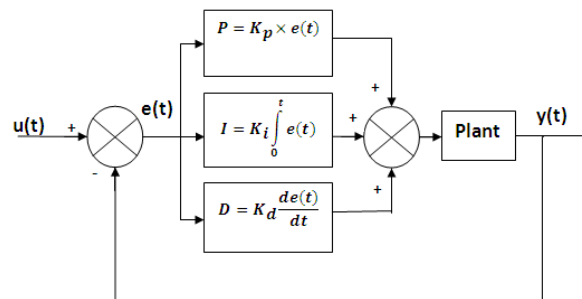 P = K_p × e(t)
u(t)
+
-
e(t)
I = K_i ∫_0^t e(t)
D = K_d de(t)/dt
+
+
+
Plant
y(t)